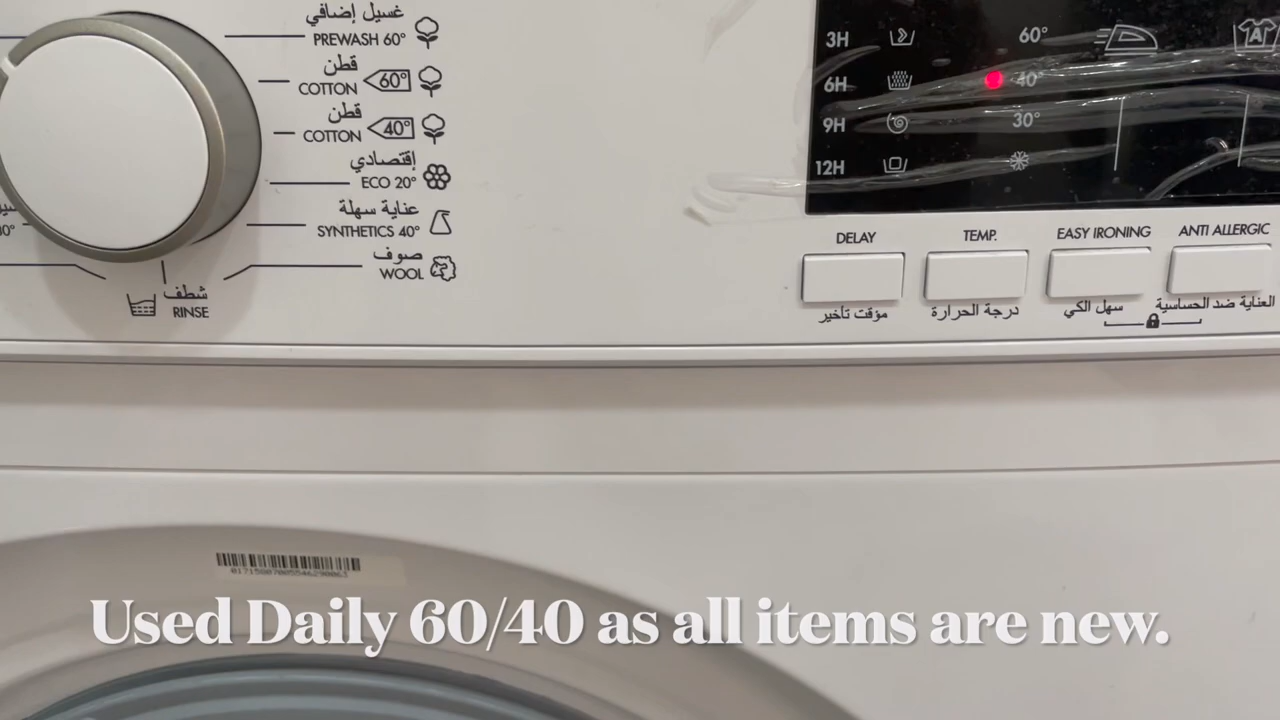 غسيل إضافي
PREWASH 60°
قطن
COTTON 60°
قطن
COTTON 40°
إقتصادي
ECO 20°
عناية سهلة
SYNTHETICS 40°
صوف
WOOL
شطف
RINSE
3H 60°
6H 40°
9H 30°
12H
A
DELAY TEMP. EASY IRONING ANTI ALLERGIC
مؤقت تأخير درجة الحرارة سهل الكي العناية ضد الحساسية
Used Daily 60/40 as all items are new.